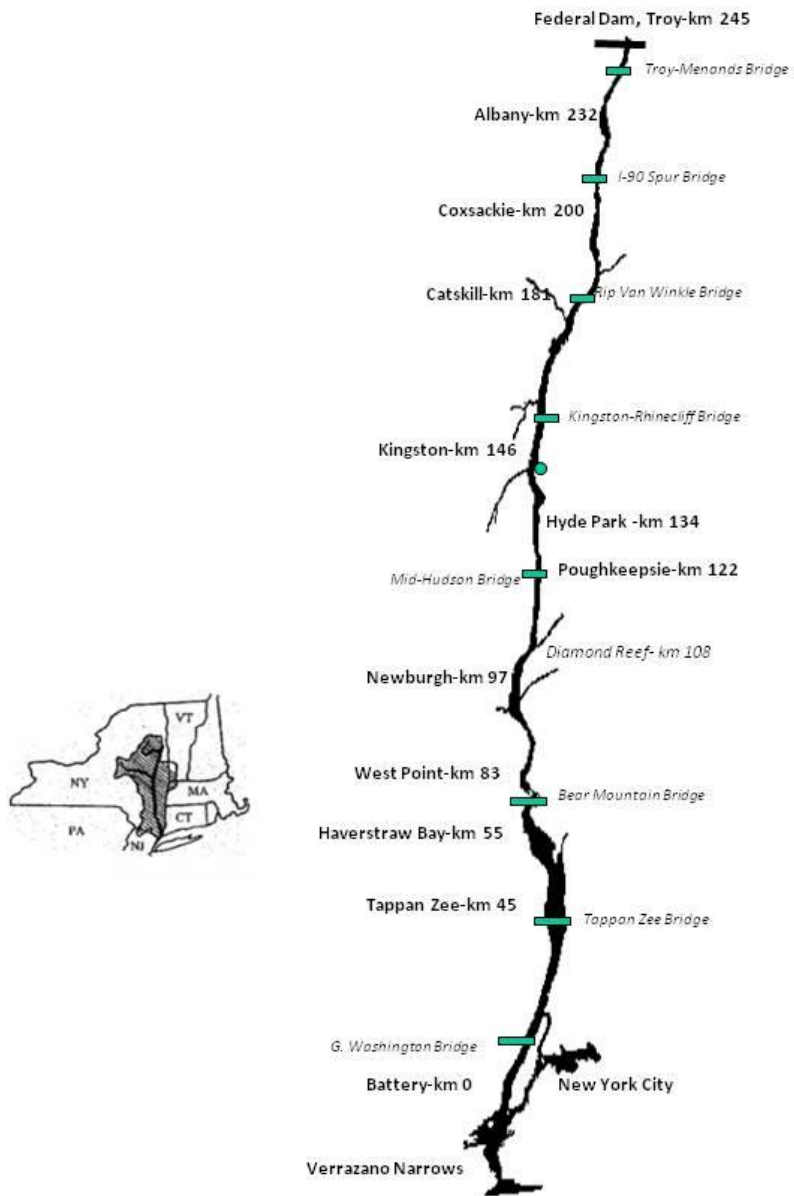 Federal Dam, Troy-km 245
Troy-Menands Bridge
Albany-km 232
I-90 Spur Bridge
Coxsackie-km 200
Catskill-km 181
Rip Van Winkle Bridge
Kingston-Rhinecliff Bridge
Kingston-km 146
Hyde Park -km 134
Mid-Hudson Bridge
Poughkeepsie-km 122
Diamond Reef- km 108
Newburgh-km 97
West Point-km 83
Bear Mountain Bridge
Haverstraw Bay-km 55
Tappan Zee-km 45
Tappan Zee Bridge
G. Washington Bridge
Battery-km 0
New York City
Verrazano Narrows
VT
NY
MA
CT
PA
NJ